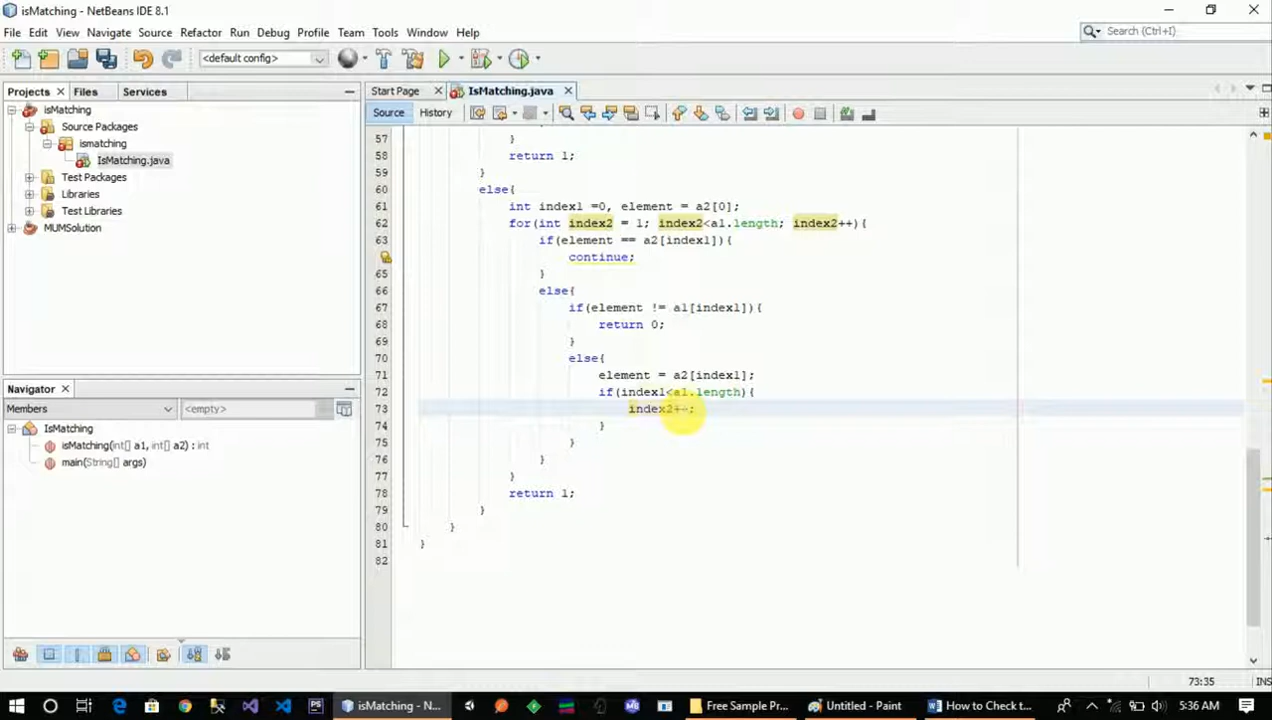 isMatching - NetBeans IDE 8.1
File Edit View Navigate Source Refactor Run Debug Profile Team Tools Window Help
Search (Ctrl+I)
<default config>
Projects Files Services
Start Page IsMatching.java
isMatching
Source Packages
ismatching
IsMatching.java
Test Packages
Libraries
Test Libraries
MUMSolution
Source History
57 }
58 return 1;
59 }
60 else{
61 int index1 =0, element = a2[0];
62 for(int index2 = 1; index2<a1.length; index2++){
63 if(element == a2[index1]){
continue;
65 }
66 else{
67 if(element != a1[index1]){
68 return 0;
69 }
70 else{
71 element = a2[index1];
72 if(index1<a1.length){
73 index2++;
74 }
75 }
76 }
77 }
78 return 1;
79 }
80 }
81 }
82
Navigator
Members <empty>
IsMatching
isMatching(int[] a1, int[] a2) : int
main(String[] args)
73:35 INS
isMatching - N...
Free Sample Pr...
Untitled - Paint
How to Check t...
5:36 AM